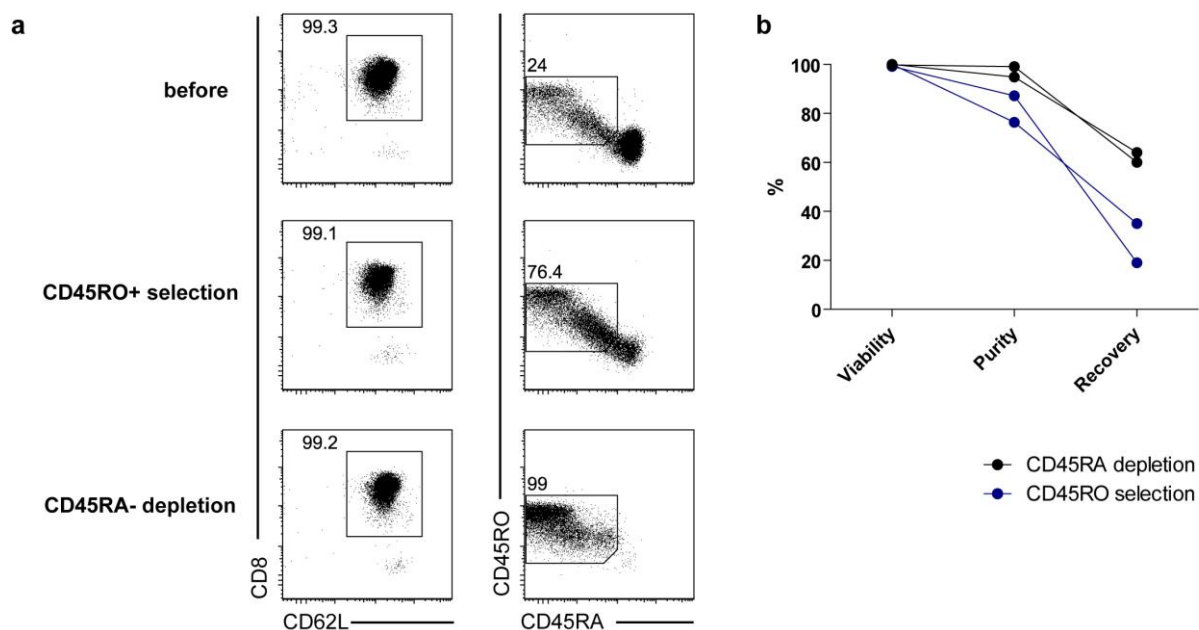 a
before
99.3
24
CD45RO+ selection
99.1
76.4
CD45RA- depletion
99.2
99
CD8
CD62L
CD45RO
CD45RA
b
100
80
60
40
20
0
%
Viability
Purity
Recovery
CD45RA depletion
CD45RO selection